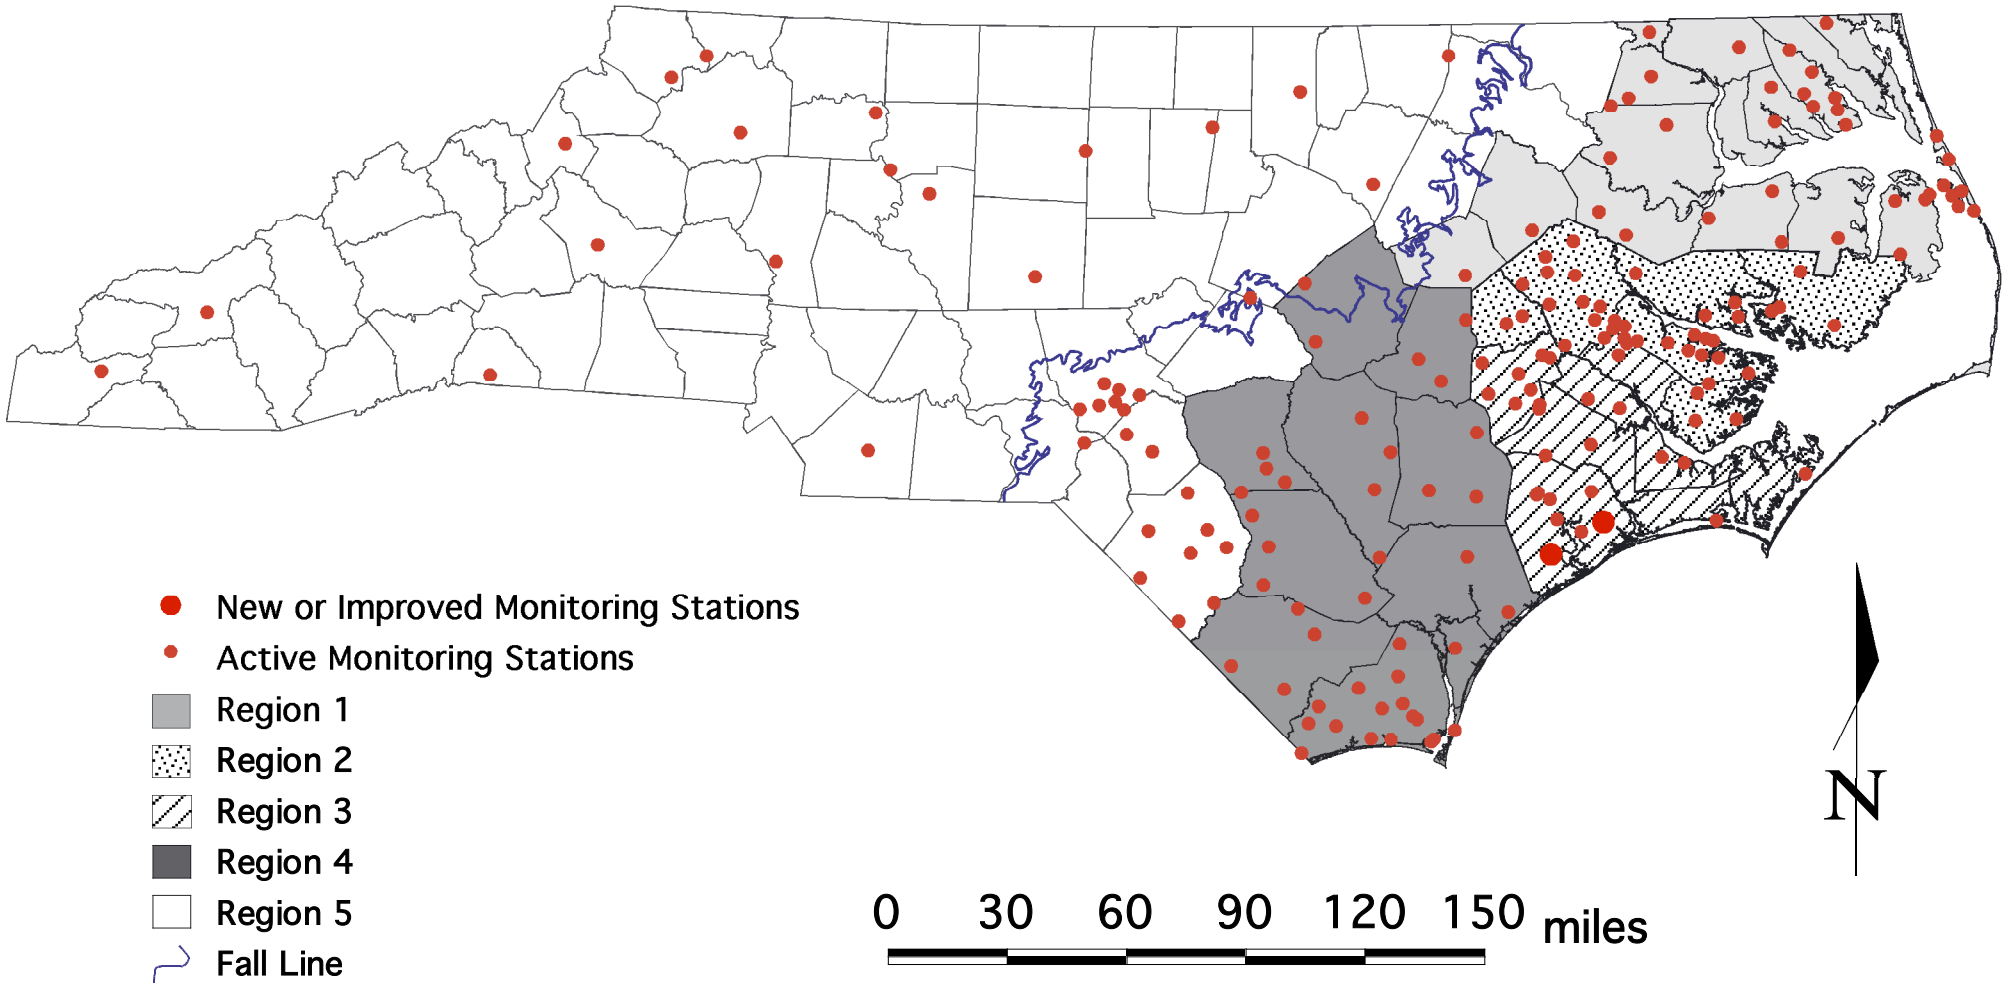 New or Improved Monitoring Stations
Active Monitoring Stations
Region 1
Region 2
Region 3
Region 4
Region 5
Fall Line
0 30 60 90 120 150 miles
N